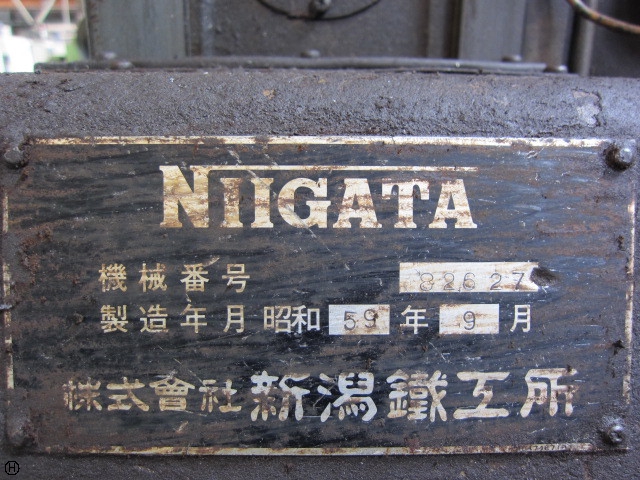 NIIGATA
機械番号 82627
製造年月 昭和 59 年 9 月
株式會社 新潟鐵工所
H